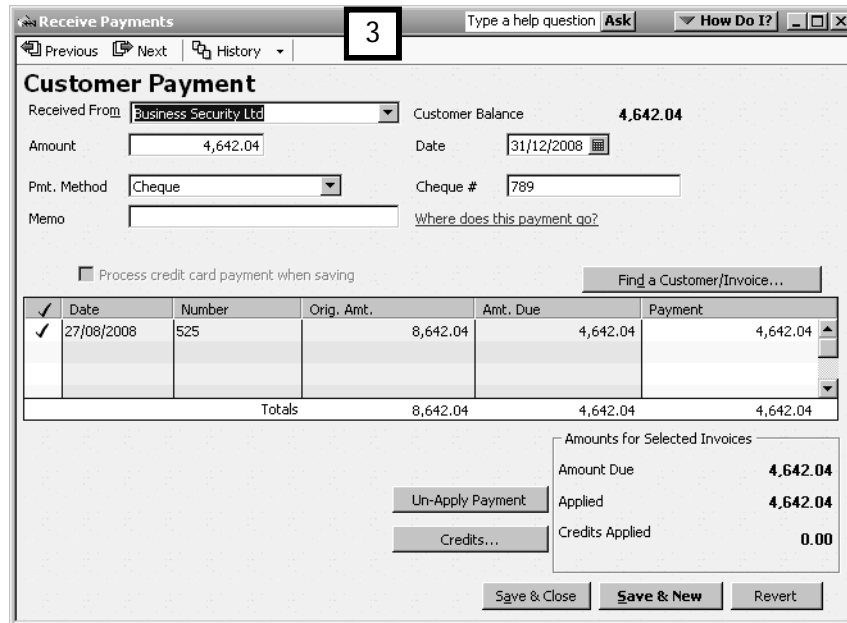 Receive Payments
3
Type a help question Ask
How Do I?
Previous Next History
Customer Payment
Received From Business Security Ltd Customer Balance 4,642.04
Amount 4,642.04 Date 31/12/2008
Pmt. Method Cheque Cheque # 789
Memo Where does this payment go?
Process credit card payment when saving
Find a Customer/Invoice...
✓ Date Number Orig. Amt. Amt. Due Payment
✓ 27/08/2008 525 8,642.04 4,642.04 4,642.04
Totals 8,642.04 4,642.04 4,642.04
Amounts for Selected Invoices
Amount Due 4,642.04
Un-Apply Payment Applied 4,642.04
Credits... Credits Applied 0.00
Save & Close Save & New Revert